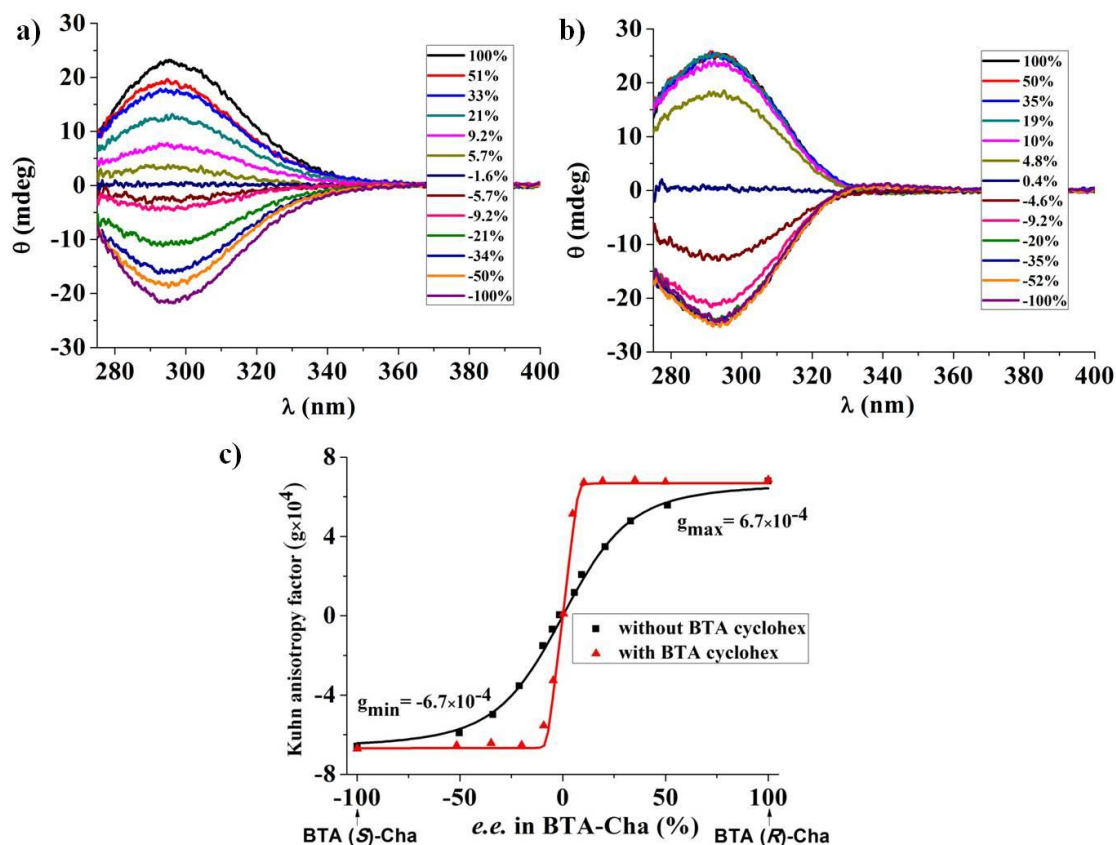 a)
30
20
10
0
-10
-20
-30
θ (mdeg)
280 300 320 340 360 380 400
λ (nm)
100%
51%
33%
21%
9.2%
5.7%
-1.6%
-5.7%
-9.2%
-21%
-34%
-50%
-100%
b)
30
20
10
0
-10
-20
-30
θ (mdeg)
280 300 320 340 360 380 400
λ (nm)
100%
50%
35%
19%
10%
4.8%
0.4%
-4.6%
-9.2%
-20%
-35%
-52%
-100%
c)
8
4
0
-4
-8
Kuhn anisotropy factor (g×10⁴)
g_max= 6.7×10⁻⁴
without BTA cyclohex
with BTA cyclohex
g_min= -6.7×10⁻⁴
-100 -50 0 50 100
BTA (S)-Cha e.e. in BTA-Cha (%) BTA (R)-Cha